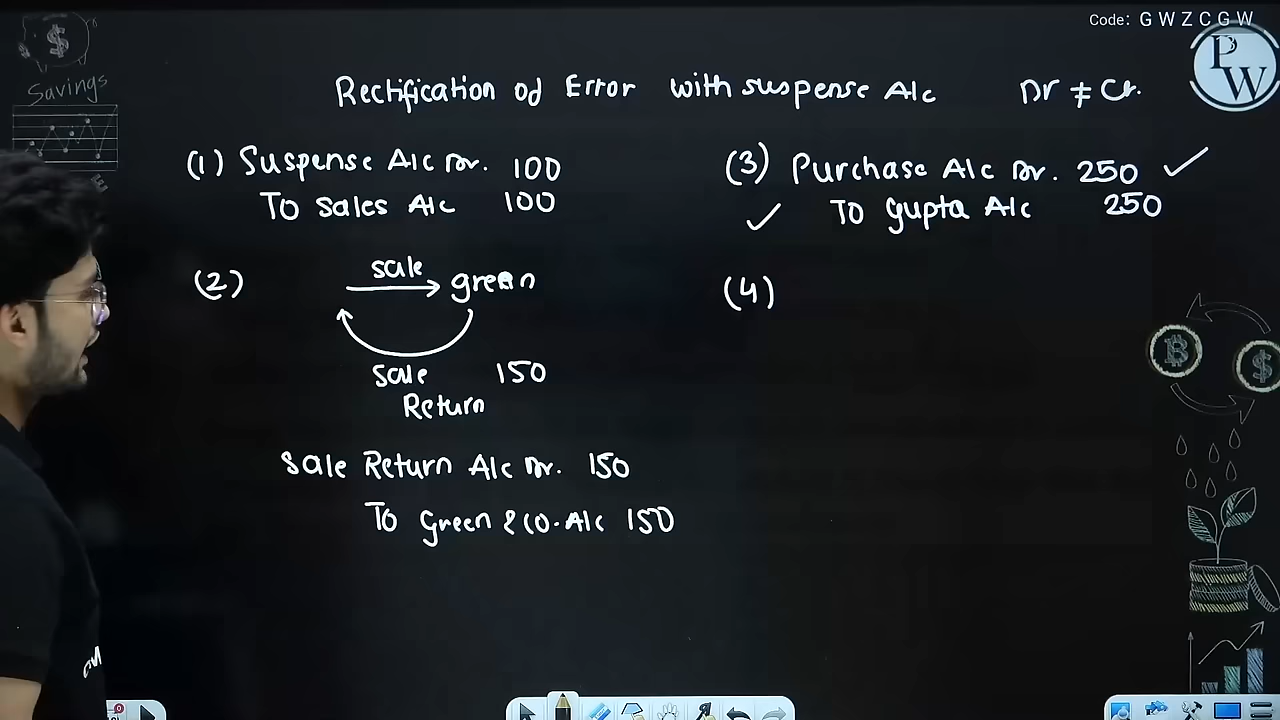 Code: G W Z C G W
P
W
Savings
Rectification od Error with suspense A/c Dr ≠ Cr.
(1) Suspense A/c Dr. 100
To Sales A/c 100
(2) sale green
sale 150
Return
Sale Return A/c Dr. 150
To Green & Co. A/c 150
(3) Purchase A/c Dr. 250 ✓
✓ To Gupta A/c 250
(4)